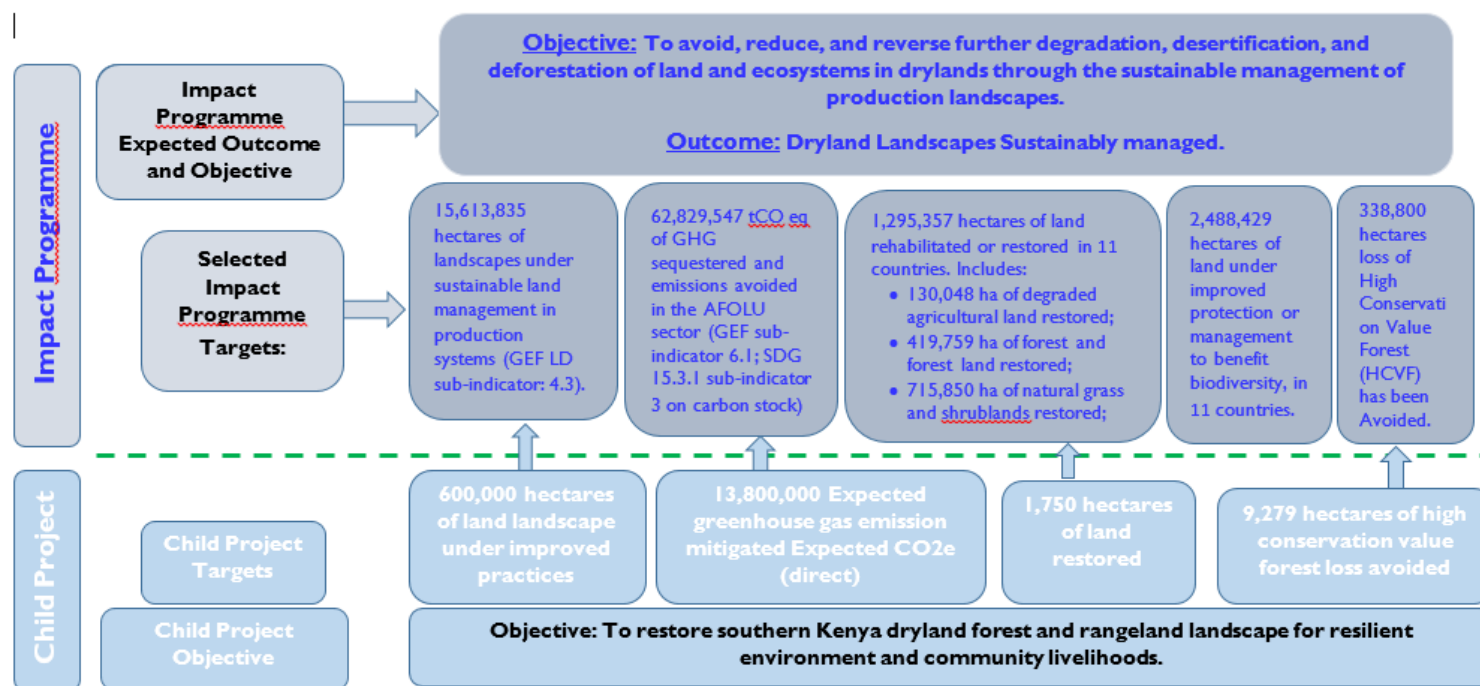 Impact Programme
Impact
Programme
Expected Outcome
and Objective
Objective: To avoid, reduce, and reverse further degradation, desertification, and
deforestation of land and ecosystems in drylands through the sustainable management of
production landscapes.
Outcome: Dryland Landscapes Sustainably managed.
Selected
Impact
Programme
Targets:
15,613,835
hectares of
landscapes under
sustainable land
management in
production
systems (GEF LD
sub-indicator: 4.3).
62,829,547 tCO eq
of GHG
sequestered and
emissions avoided
in the AFOLU
sector (GEF sub-
indicator 6.1; SDG
15.3.1 sub-indicator
3 on carbon stock)
1,295,357 hectares of land
rehabilitated or restored in 11
countries. Includes:
• 130,048 ha of degraded
agricultural land restored;
• 419,759 ha of forest and
forest land restored;
• 715,850 ha of natural grass
and shrublands restored;
2,488,429
hectares of
land under
improved
protection or
management
to benefit
biodiversity, in
11 countries.
338,800
hectares
loss of
High
Conservati
on Value
Forest
(HCVF)
has been
Avoided.
Child Project
Child Project
Targets
600,000 hectares
of land landscape
under improved
practices
13,800,000 Expected
greenhouse gas emission
mitigated Expected CO2e
(direct)
1,750 hectares
of land
restored
9,279 hectares of high
conservation value
forest loss avoided
Child Project
Objective
Objective: To restore southern Kenya dryland forest and rangeland landscape for resilient
environment and community livelihoods.